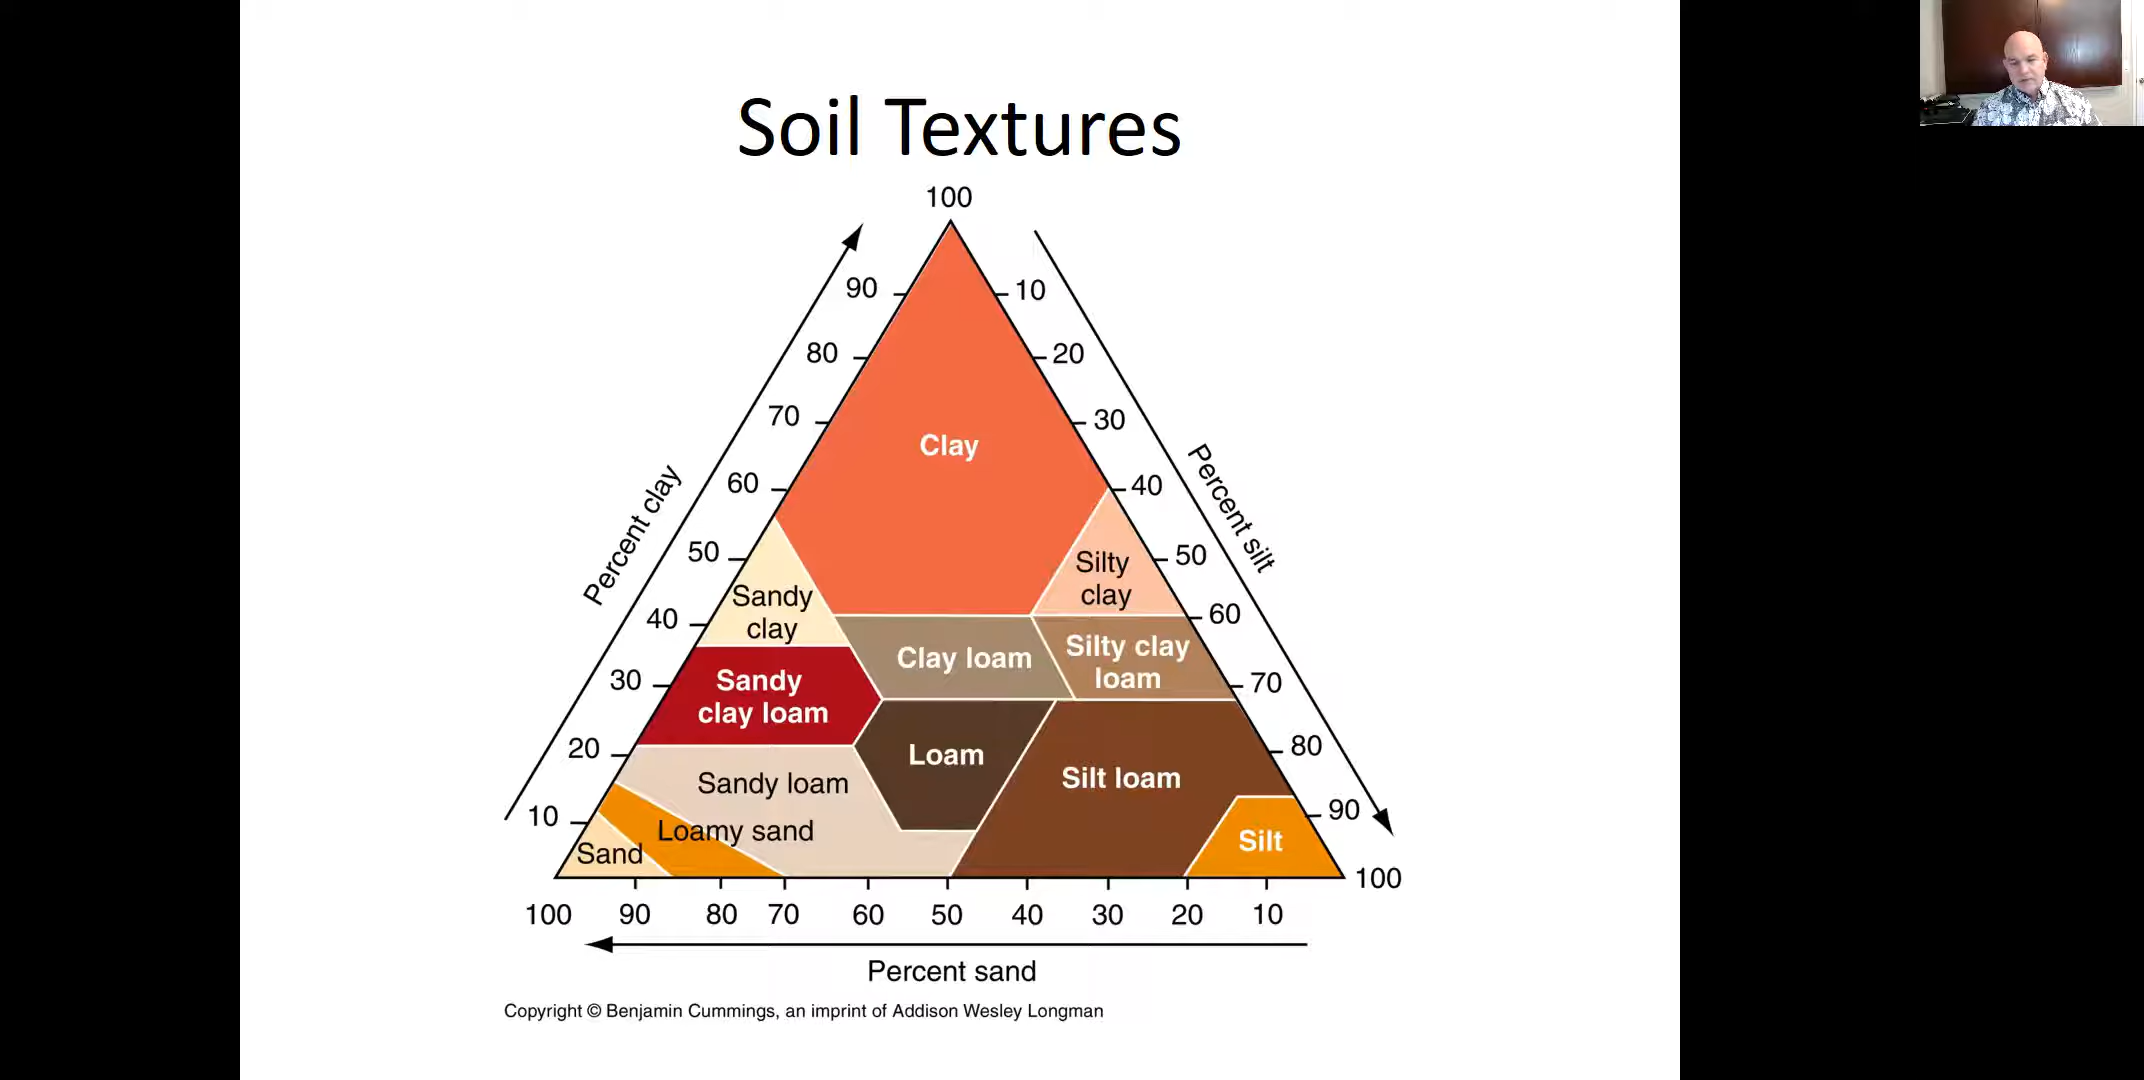 Soil Textures
100
90
10
80
20
70
30
Clay
60
40
Percent clay
Percent silt
50
50
Silty
clay
Sandy
clay
40
60
Clay loam
Silty clay
loam
30
70
Sandy
clay loam
20
80
Loam
Silt loam
Sandy loam
10
90
Loamy sand
Silt
Sand
100
100 90 80 70 60 50 40 30 20 10
Percent sand
Copyright © Benjamin Cummings, an imprint of Addison Wesley Longman